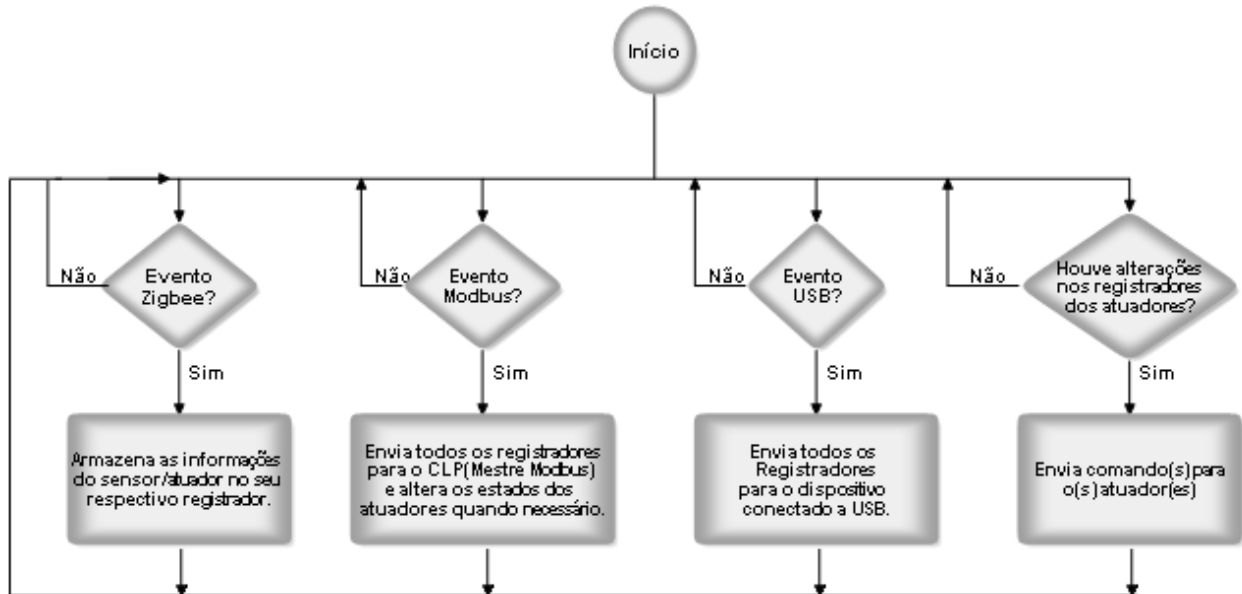 Início
Não
Evento
Zigbee?
Sim
Armazena as informações
do sensor/atuador no seu
respectivo registrador.
Não
Evento
Modbus?
Sim
Envia todos os registradores
para o CLP(Mestre Modbus)
e altera os estados dos
atuadores quando necessário.
Não
Evento
USB?
Sim
Envia todos os
Registradores
para o dispositivo
conectado a USB.
Não
Houve alterações
nos registradores
dos atuadores?
Sim
Envia comando(s)para
o(s)atuador(es)